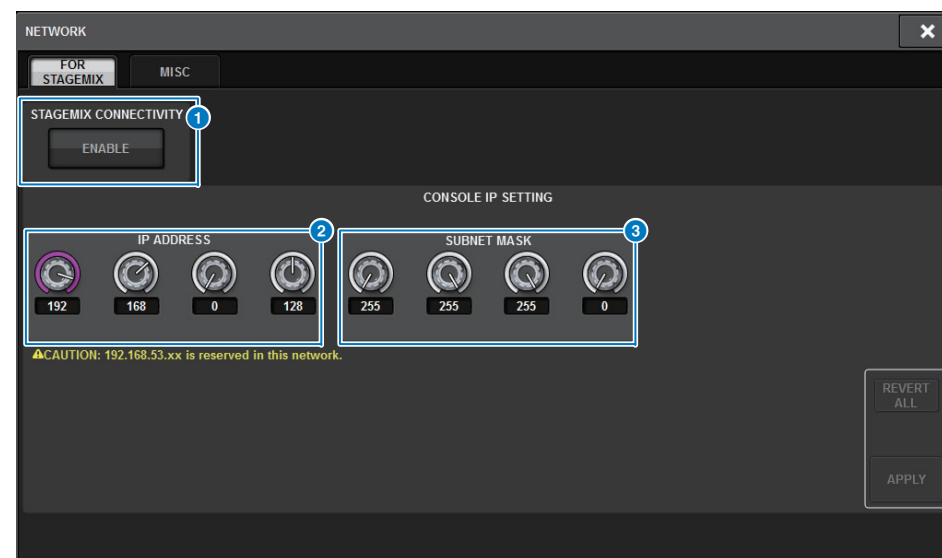 NETWORK
FOR
STAGEMIX
MISC
STAGEMIX CONNECTIVITY
1
ENABLE
CONSOLE IP SETTING
IP ADDRESS
2
SUBNET MASK
3
192 168 0 128 255 255 255 0
CAUTION: 192.168.53.xx is reserved in this network.
REVERT
ALL
APPLY